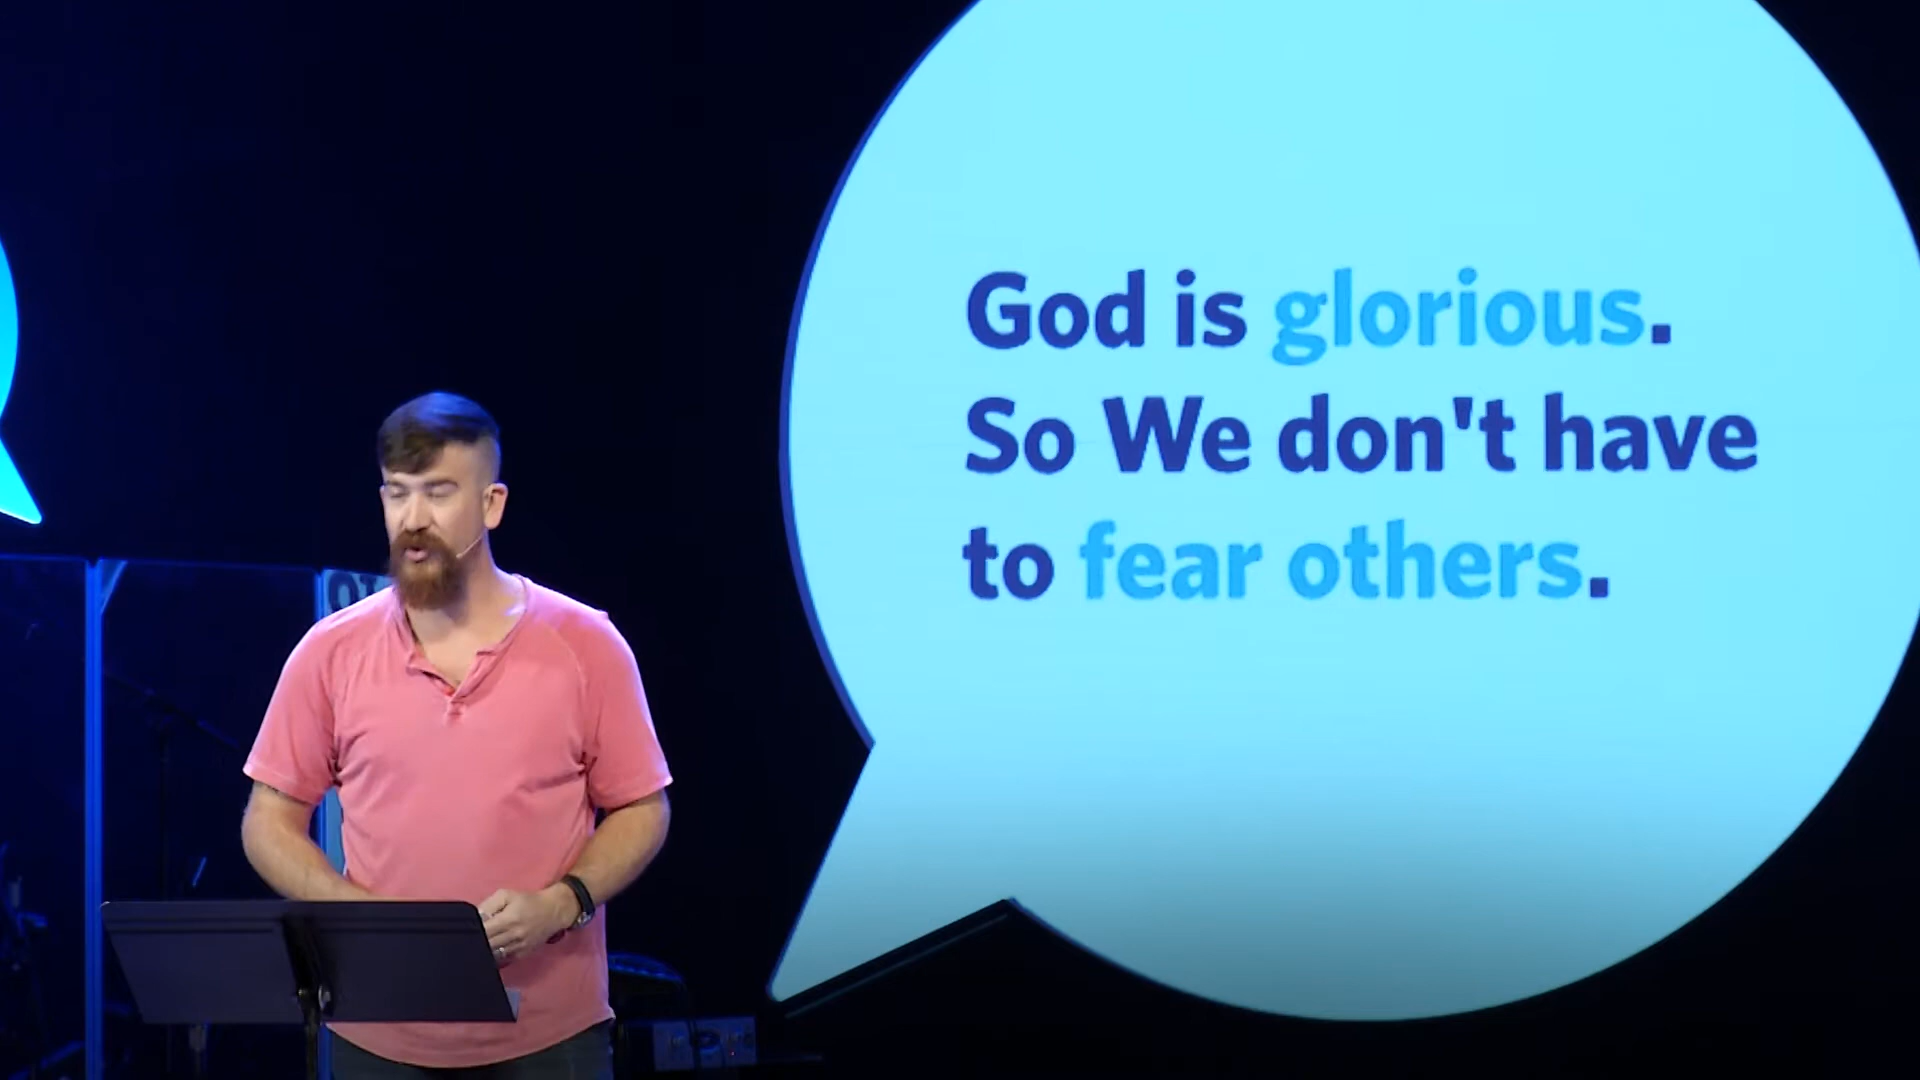 God is glorious.
So We don't have
to fear others.